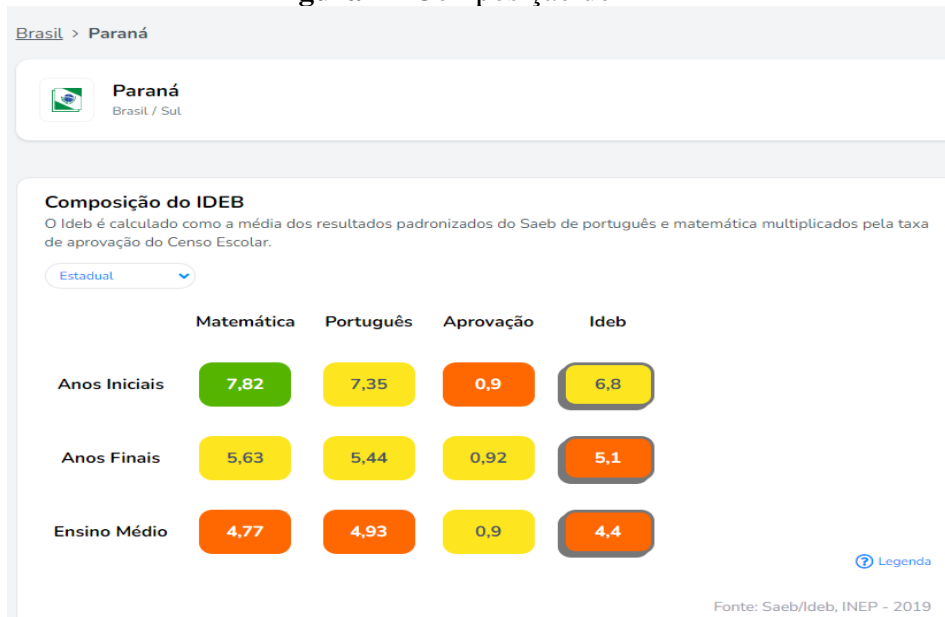 Brasil > Paraná
Paraná
Brasil / Sul
Composição do IDEB
O Ideb é calculado como a média dos resultados padronizados do Saeb de português e matemática multiplicados pela taxa
de aprovação do Censo Escolar.
Estadual
Matemática Português Aprovação Ideb
Anos Iniciais 7,82 7,35 0,9 6,8
Anos Finais 5,63 5,44 0,92 5,1
Ensino Médio 4,77 4,93 0,9 4,4
? Legenda
Fonte: Saeb/Ideb, INEP - 2019